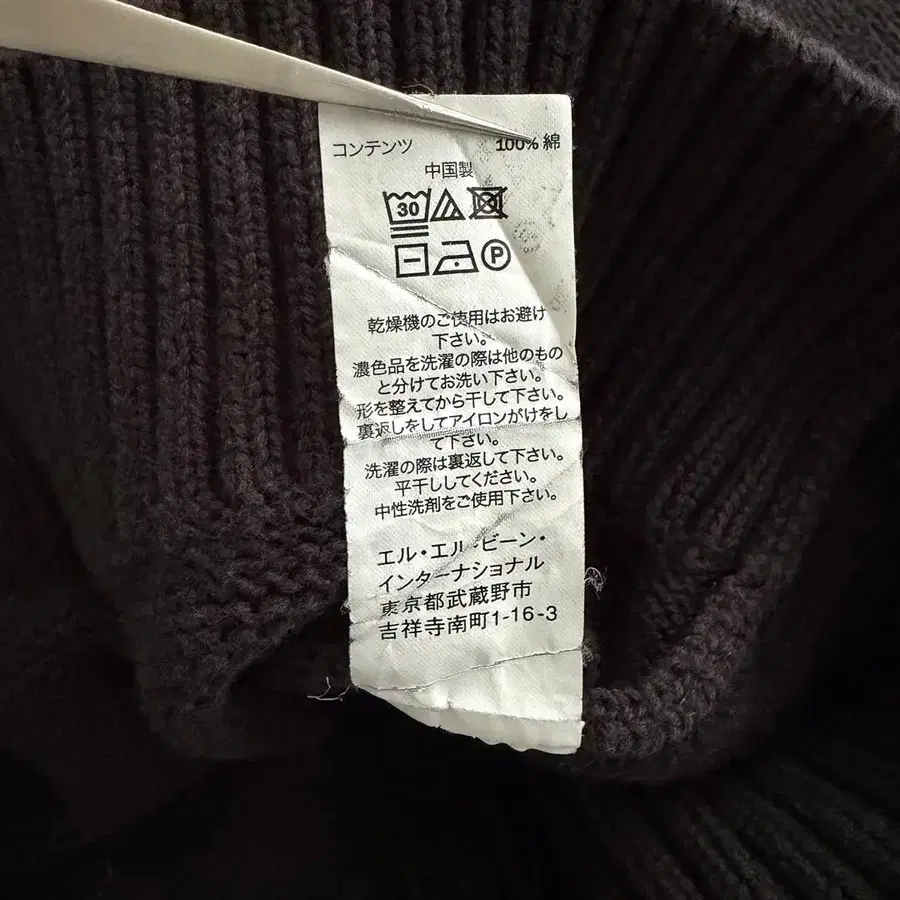 コンテンツ 100% 綿
中国製
30
P
乾燥機のご使用はお避け
下さい。
濃色品を洗濯の際は他のもの
と分けてお洗い下さい。
形を整えてから干して下さい。
裏返しをしてアイロンがけをし
て下さい。
洗濯の際は裏返して下さい。
平干ししてください。
中性洗剤をご使用下さい。
エル・エル・ビーン・
インターナショナル
東京都武蔵野市
吉祥寺南町1-16-3